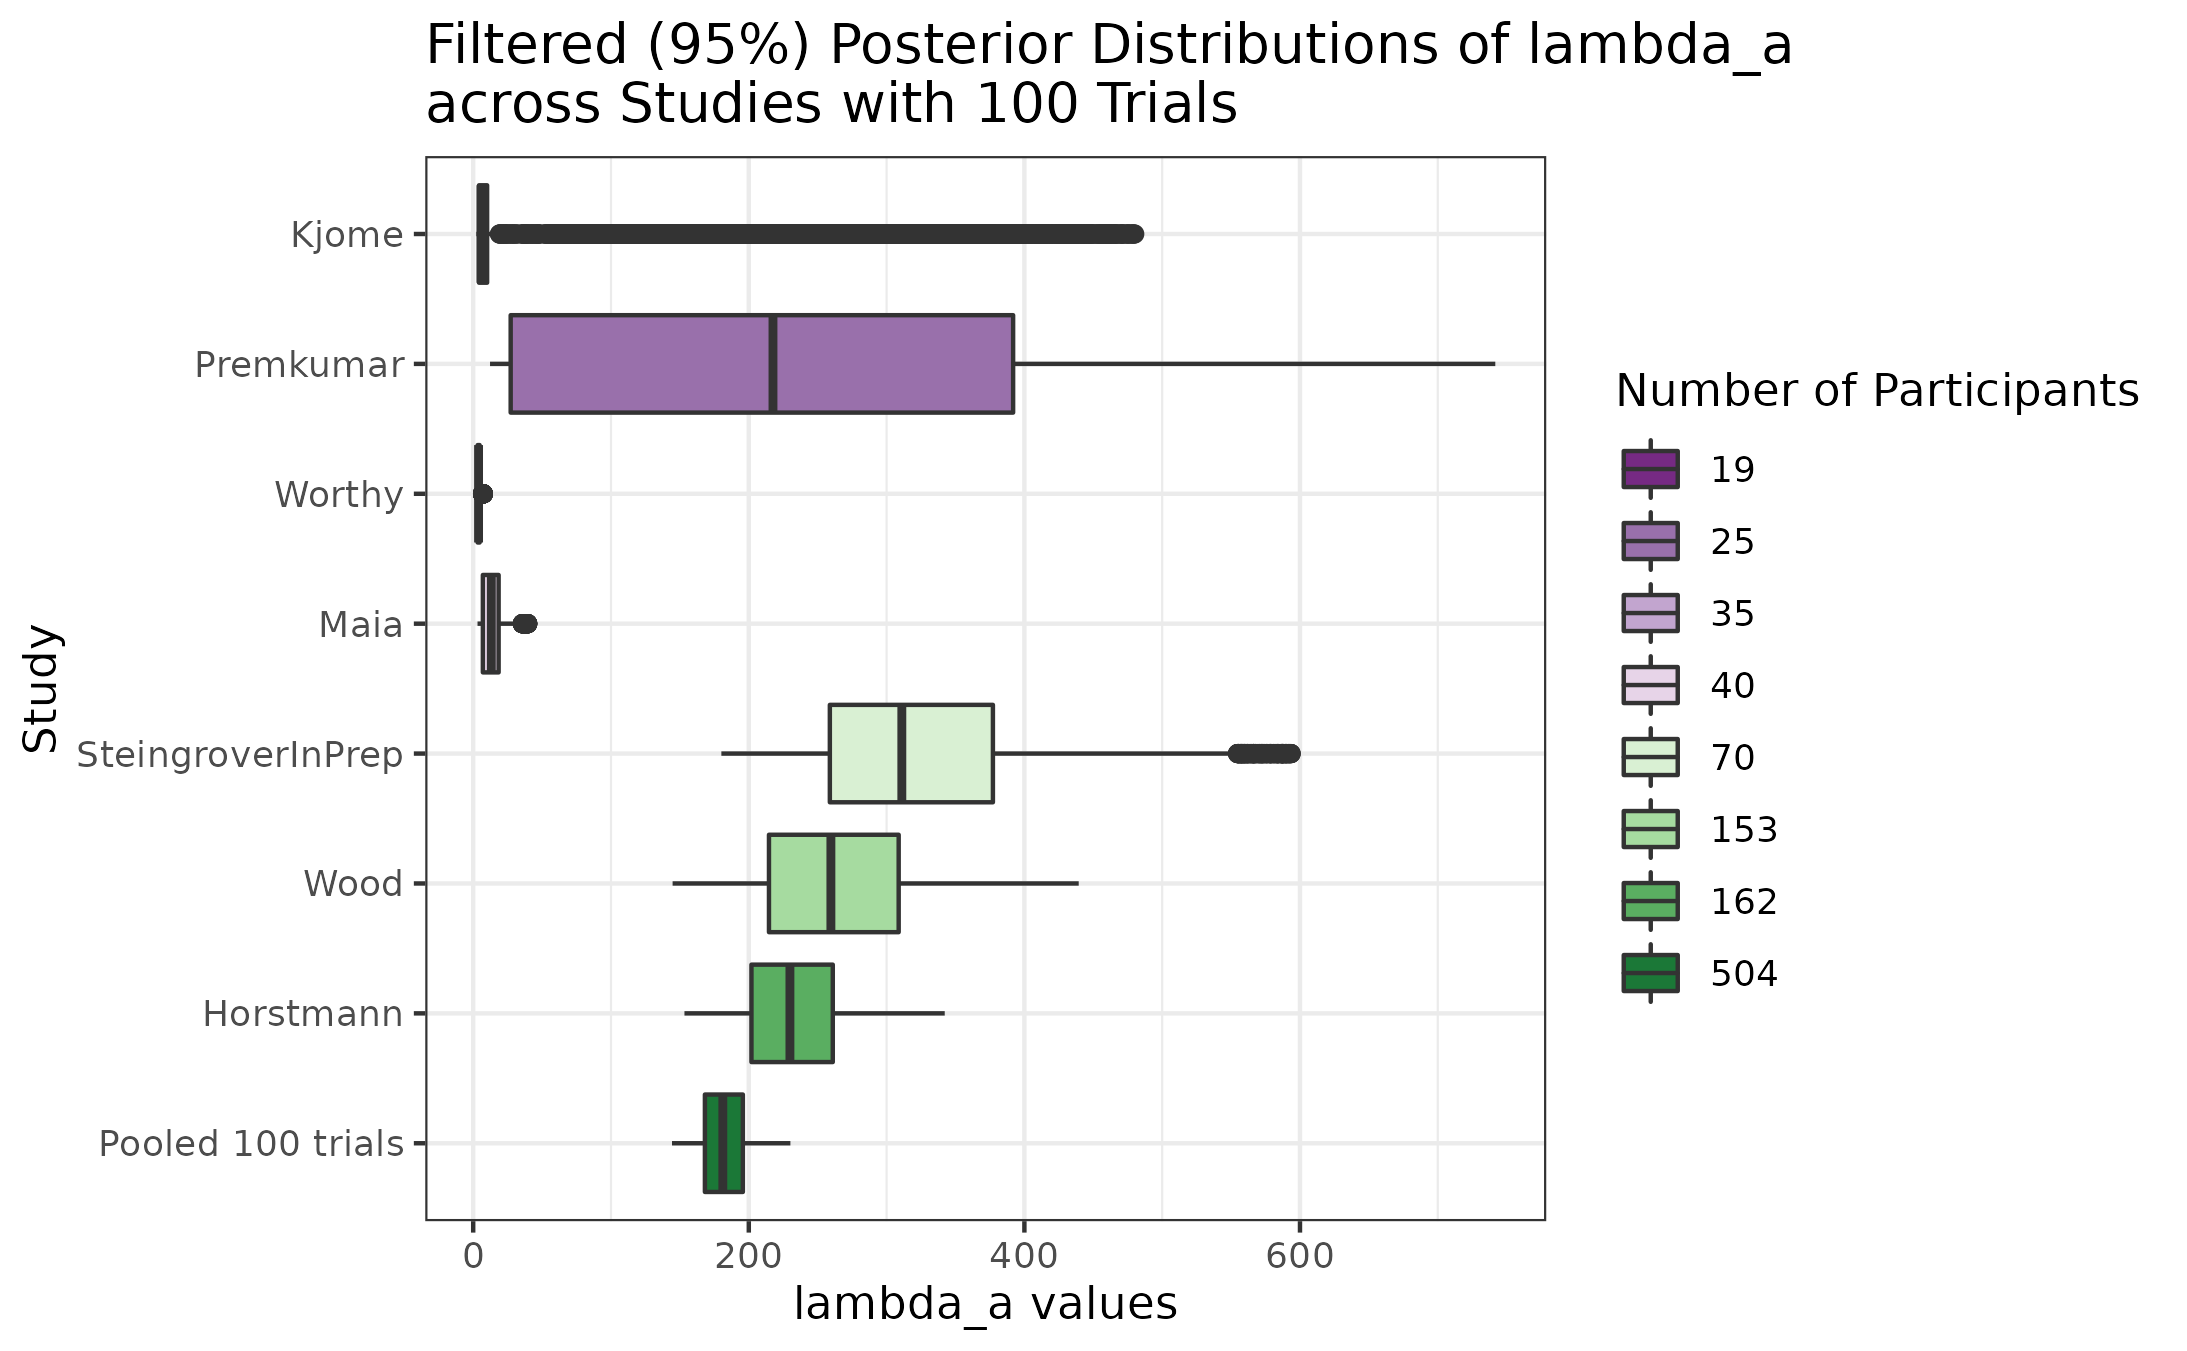 Filtered (95%) Posterior Distributions of lambda_a
across Studies with 100 Trials
Study
Kjome
Premkumar
Worthy
Maia
SteingroverInPrep
Wood
Horstmann
Pooled 100 trials
0
200
400
600
lambda_a values
Number of Participants
19
25
35
40
70
153
162
504